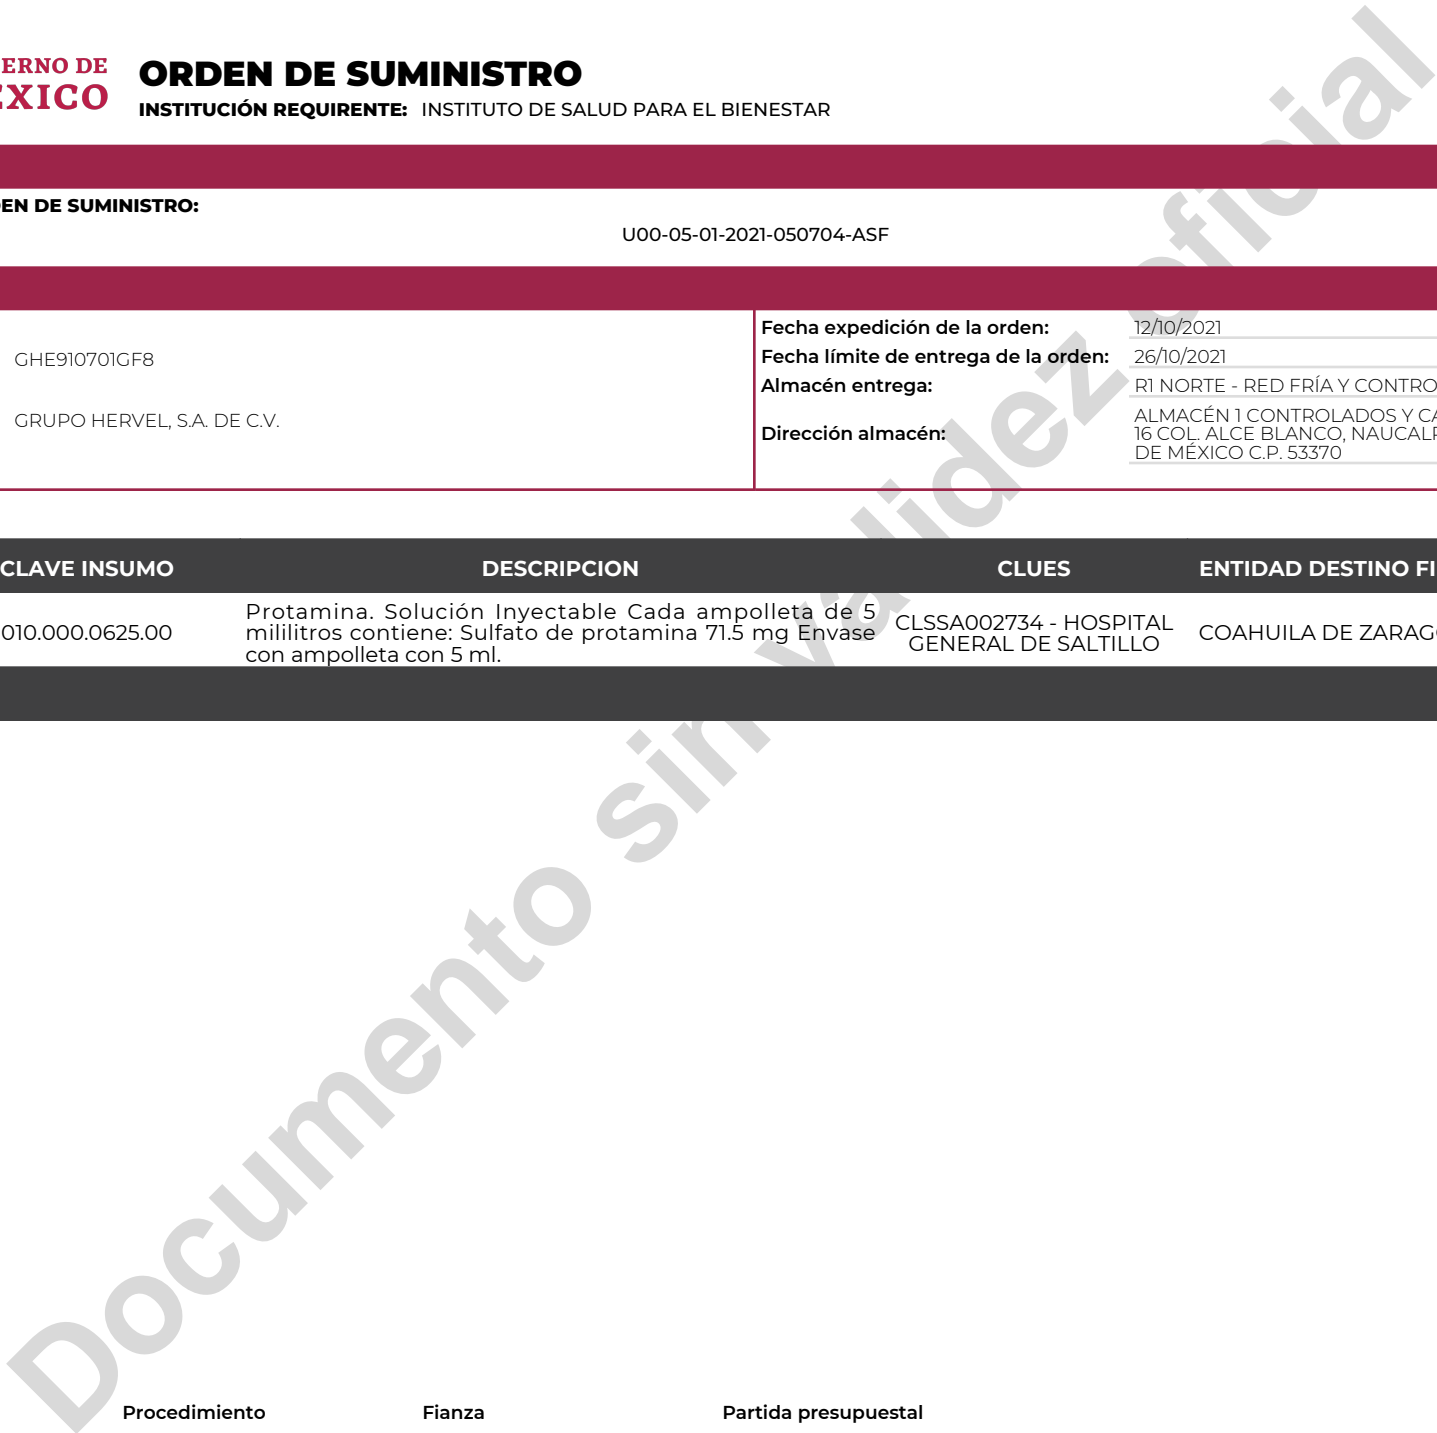 ERNO DE
ÉXICO
ORDEN DE SUMINISTRO
INSTITUCIÓN REQUIRENTE: INSTITUTO DE SALUD PARA EL BIENESTAR
EN DE SUMINISTRO:
U00-05-01-2021-050704-ASF
GHE910701GF8
GRUPO HERVEL, S.A. DE C.V.
Fecha expedición de la orden: 12/10/2021
Fecha límite de entrega de la orden: 26/10/2021
Almacén entrega: R1 NORTE - RED FRÍA Y CONTRO
Dirección almacén:
ALMACÉN 1 CONTROLADOS Y CA
16 COL. ALCE BLANCO, NAUCALP
DE MÉXICO C.P. 53370
CLAVE INSUMO DESCRIPCION CLUES ENTIDAD DESTINO FI
010.000.0625.00
Protamina. Solución Inyectable Cada ampolleta de 5
mililitros contiene: Sulfato de protamina 71.5 mg Envase
con ampolleta con 5 ml.
CLSSA002734 - HOSPITAL
GENERAL DE SALTILLO
COAHUILA DE ZARAG
Documento sin validez oficial
Procedimiento Fianza Partida presupuestal